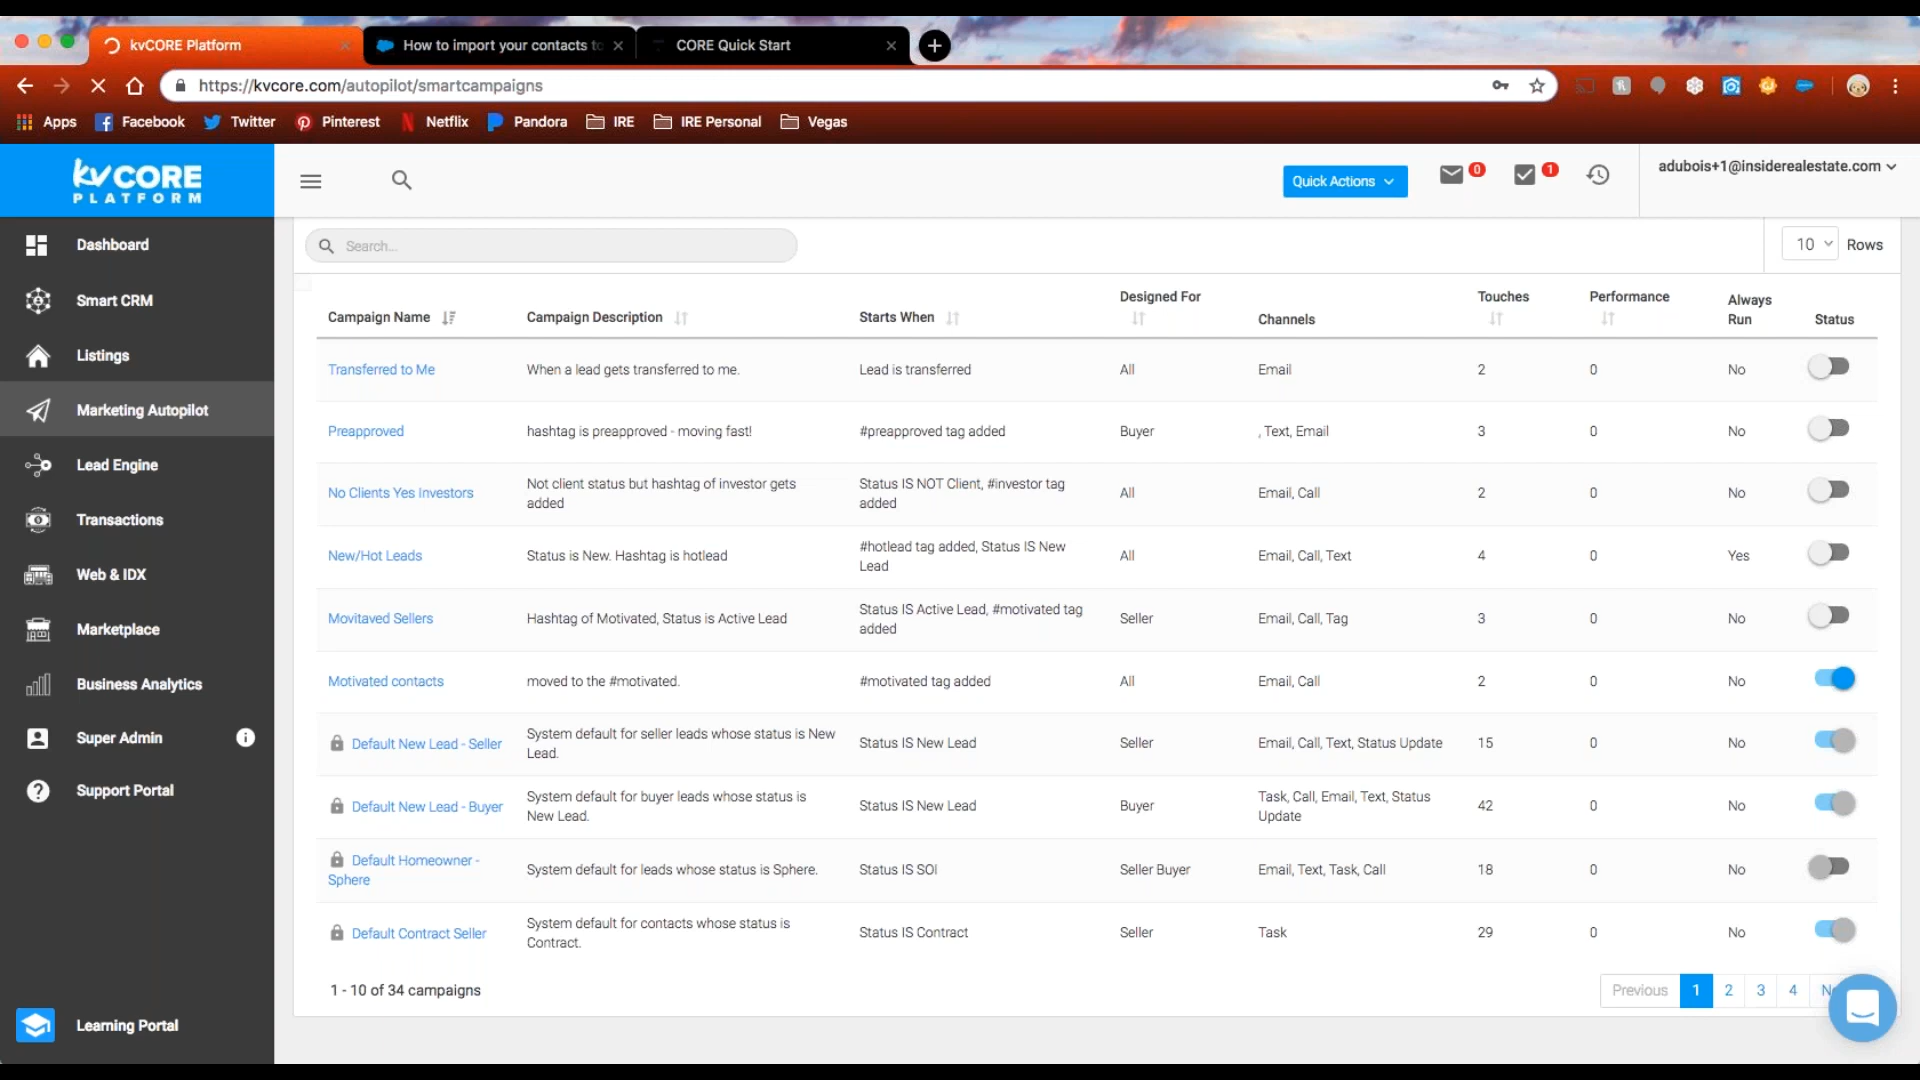 kvCORE Platform
How to import your contacts to
CORE Quick Start
https://kvcore.com/autopilot/smartcampaigns
Apps
Facebook
Twitter
Pinterest
Netflix
Pandora
IRE
IRE Personal
Vegas
kvCORE
PLATFORM
Quick Actions
0
1
adubois+1@insiderealestate.com
Dashboard
Smart CRM
Listings
Marketing Autopilot
Lead Engine
Transactions
Web & IDX
Marketplace
Business Analytics
Super Admin
Support Portal
Learning Portal
Search...
10 Rows
Campaign Name
Campaign Description
Starts When
Designed For
Channels
Touches
Performance
Always
Run
Status
Transferred to Me
When a lead gets transferred to me.
Lead is transferred
All
Email
2
0
No
Preapproved
hashtag is preapproved - moving fast!
#preapproved tag added
Buyer
, Text, Email
3
0
No
No Clients Yes Investors
Not client status but hashtag of investor gets
added
Status IS NOT Client, #investor tag
added
All
Email, Call
2
0
No
New/Hot Leads
Status is New. Hashtag is hotlead
#hotlead tag added, Status IS New
Lead
All
Email, Call, Text
4
0
Yes
Movitaved Sellers
Hashtag of Motivated, Status is Active Lead
Status IS Active Lead, #motivated tag
added
Seller
Email, Call, Tag
3
0
No
Motivated contacts
moved to the #motivated.
#motivated tag added
All
Email, Call
2
0
No
Default New Lead - Seller
System default for seller leads whose status is New
Lead.
Status IS New Lead
Seller
Email, Call, Text, Status Update
15
0
No
Default New Lead - Buyer
System default for buyer leads whose status is
New Lead.
Status IS New Lead
Buyer
Task, Call, Email, Text, Status
Update
42
0
No
Default Homeowner -
Sphere
System default for leads whose status is Sphere.
Status IS SOI
Seller Buyer
Email, Text, Task, Call
18
0
No
Default Contract Seller
System default for contacts whose status is
Contract.
Status IS Contract
Seller
Task
29
0
No
1 - 10 of 34 campaigns
Previous
1
2
3
4